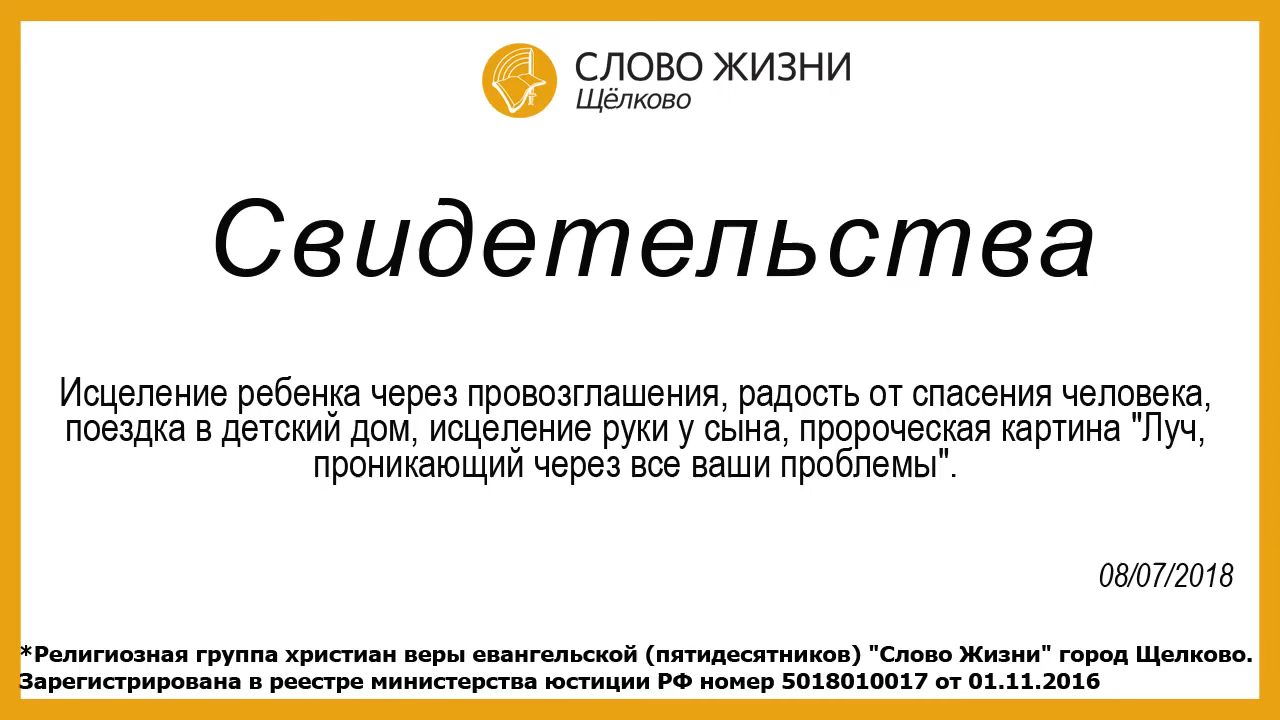 СЛОВО ЖИЗНИ
Щёлково
Свидетельства
Исцеление ребенка через провозглашения, радость от спасения человека,
поездка в детский дом, исцеление руки у сына, пророческая картина "Луч,
проникающий через все ваши проблемы".
08/07/2018
*Религиозная группа христиан веры евангельской (пятидесятников) "Слово Жизни" город Щелково.
Зарегистрирована в реестре министерства юстиции РФ номер 5018010017 от 01.11.2016